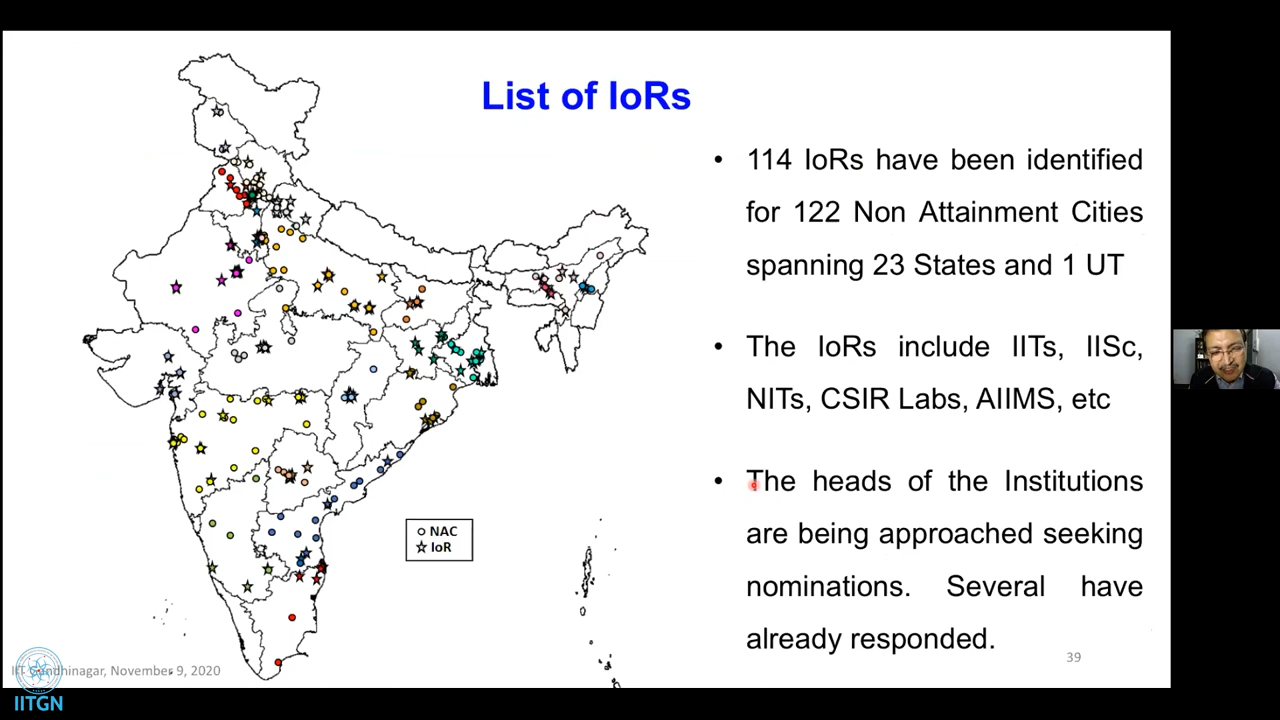 List of IoRs
• 114 IoRs have been identified
for 122 Non Attainment Cities
spanning 23 States and 1 UT
• The IoRs include IITs, IISc,
NITs, CSIR Labs, AIIMS, etc
• The heads of the Institutions
are being approached seeking
nominations. Several have
already responded.
NAC
IoR
IIT Gandhinagar, November 9, 2020
39
IITGN